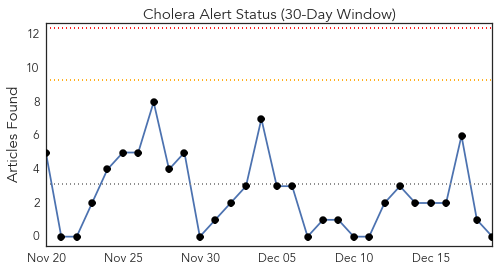 Cholera Alert Status (30-Day Window)
Articles Found
12
10
8
6
4
2
0
Nov 20
Nov 25
Nov 30
Dec 05
Dec 10
Dec 15